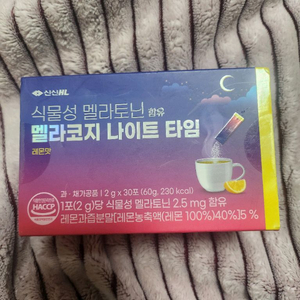 신신HL
식물성 멜라토닌 함유
멜라코지 나이트 타임
레몬맛
과·채가공품 | 2 g x 30포 (60g, 230 kcal)
1포(2 g)당 식물성 멜라토닌 2.5 mg 함유
레몬과즙분말[레몬농축액(레몬 100%)40%]5 %
HACCP